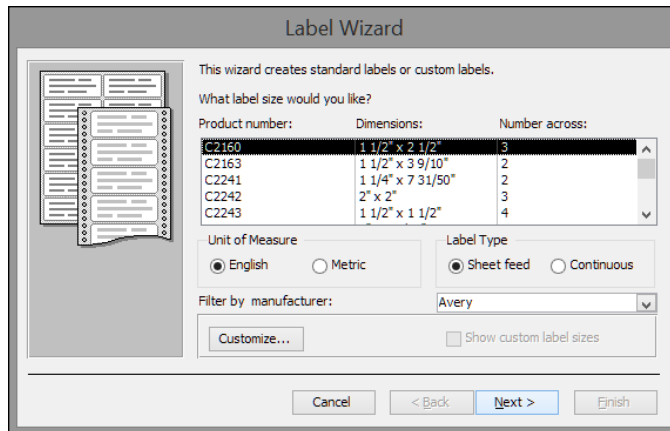 Label Wizard
This wizard creates standard labels or custom labels.
What label size would you like?
Product number: Dimensions: Number across:
C2160 1 1/2" x 2 1/2" 3
C2163 1 1/2" x 3 9/10" 2
C2241 1 1/4" x 7 31/50" 2
C2242 2" x 2" 3
C2243 1 1/2" x 1 1/2" 4
Unit of Measure Label Type
English Metric Sheet feed Continuous
Filter by manufacturer: Avery
Customize... Show custom label sizes
Cancel < Back Next > Finish